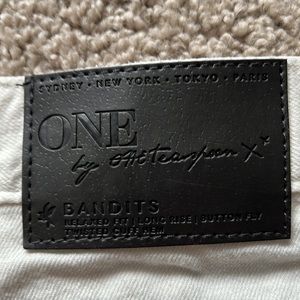 SYDNEY • NEW YORK • TOKYO • PARIS
ONE
by oneteaspoon X
BANDITS
RELAXED FIT | LONG RISE | BUTTON FLY
TWISTED CUFF HEM